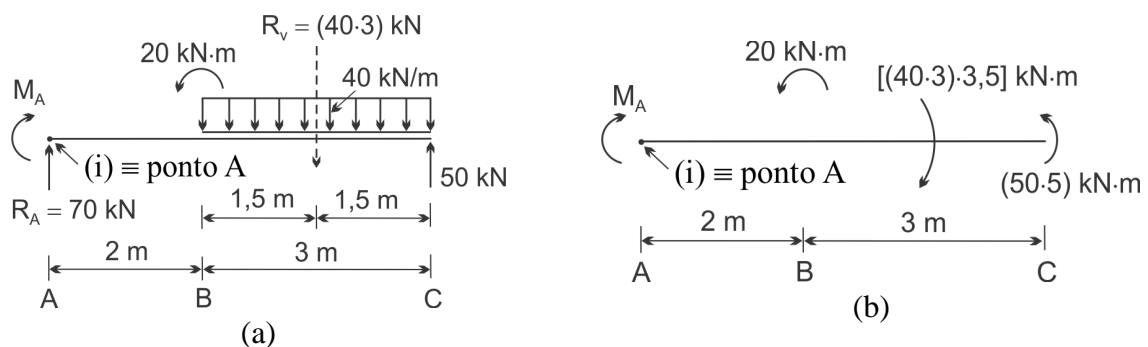 R_v = (40·3) kN
20 kN·m
40 kN/m
M_A
(i) ≡ ponto A
R_A = 70 kN
50 kN
1,5 m 1,5 m
2 m 3 m
A B C
(a)
20 kN·m
[(40·3)·3,5] kN·m
M_A
(i) ≡ ponto A
(50·5) kN·m
2 m 3 m
A B C
(b)